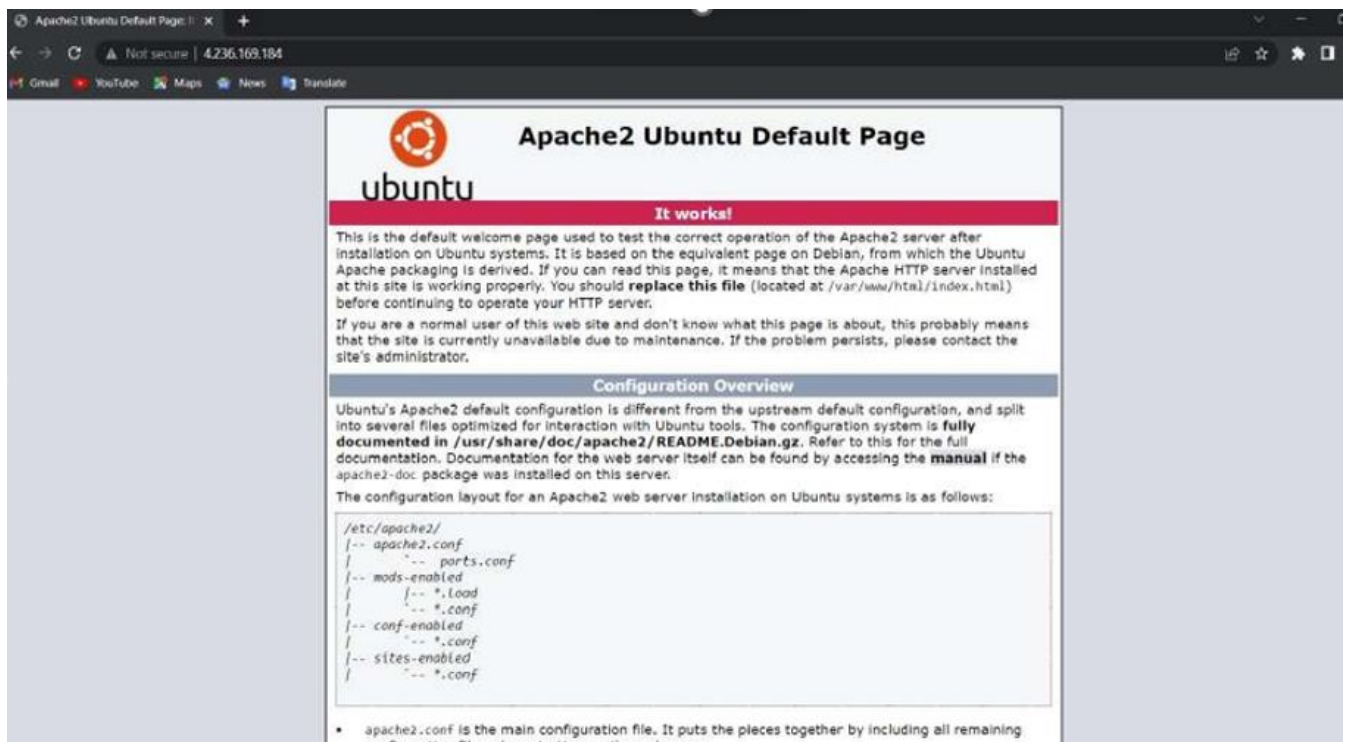 Apache2 Ubuntu Default Page: I
Not secure | 4.236.169.184
Gmail YouTube Maps News Translate
ubuntu
Apache2 Ubuntu Default Page
It works!
This is the default welcome page used to test the correct operation of the Apache2 server after
installation on Ubuntu systems. It is based on the equivalent page on Debian, from which the Ubuntu
Apache packaging is derived. If you can read this page, it means that the Apache HTTP server installed
at this site is working properly. You should replace this file (located at /var/www/html/index.html)
before continuing to operate your HTTP server.
If you are a normal user of this web site and don't know what this page is about, this probably means
that the site is currently unavailable due to maintenance. If the problem persists, please contact the
site's administrator.
Configuration Overview
Ubuntu's Apache2 default configuration is different from the upstream default configuration, and split
into several files optimized for interaction with Ubuntu tools. The configuration system is fully
documented in /usr/share/doc/apache2/README.Debian.gz. Refer to this for the full
documentation. Documentation for the web server itself can be found by accessing the manual if the
apache2-doc package was installed on this server.
The configuration layout for an Apache2 web server installation on Ubuntu systems is as follows:
/etc/apache2/
|-- apache2.conf
|       `--  ports.conf
|-- mods-enabled
|       |-- *.load
|       `-- *.conf
|-- conf-enabled
|       `-- *.conf
|-- sites-enabled
|       `-- *.conf
• apache2.conf is the main configuration file. It puts the pieces together by including all remaining